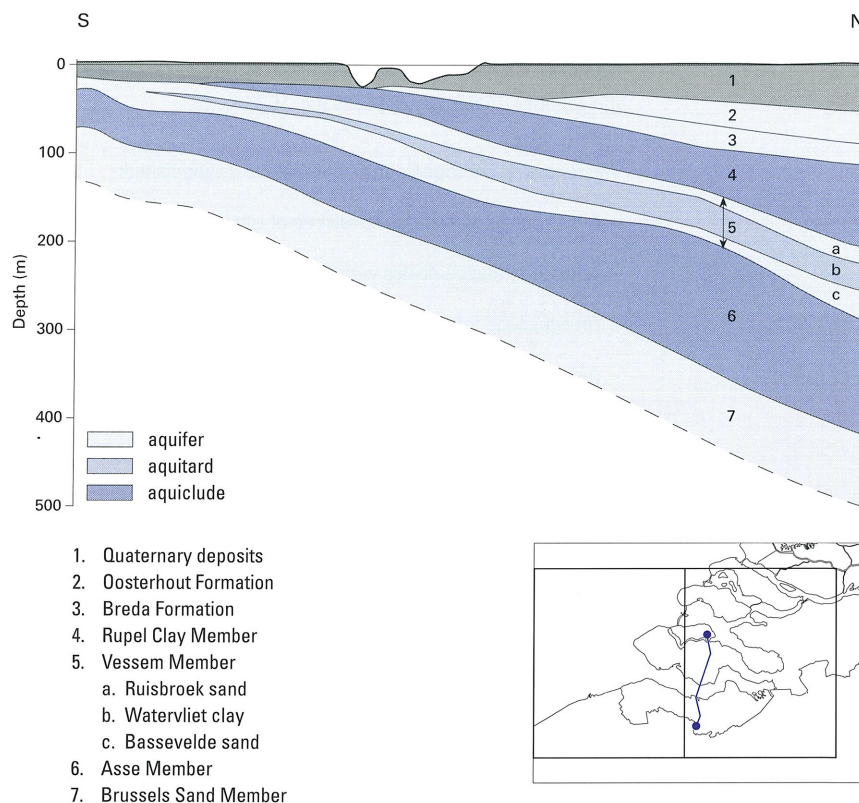 S
N
0
100
200
300
400
500
Depth (m)
1
2
3
4
5
a
b
c
6
7
aquifer
aquitard
aquiclude
1. Quaternary deposits
2. Oosterhout Formation
3. Breda Formation
4. Rupel Clay Member
5. Vessem Member
a. Ruisbroek sand
b. Watervliet clay
c. Bassevelde sand
6. Asse Member
7. Brussels Sand Member